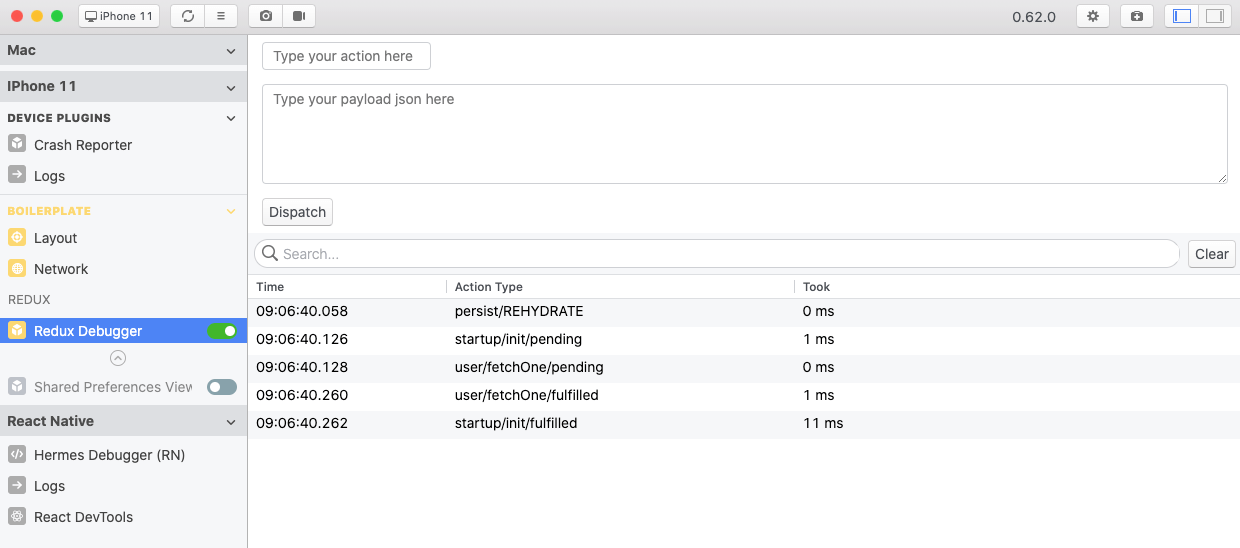 iPhone 11
0.62.0
Mac
IPhone 11
DEVICE PLUGINS
Crash Reporter
Logs
BOILERPLATE
Layout
Network
REDUX
Redux Debugger
Shared Preferences View
React Native
Hermes Debugger (RN)
Logs
React DevTools
Type your action here
Type your payload json here
Dispatch
Search...
Clear
Time Action Type Took
09:06:40.058 persist/REHYDRATE 0 ms
09:06:40.126 startup/init/pending 1 ms
09:06:40.128 user/fetchOne/pending 0 ms
09:06:40.260 user/fetchOne/fulfilled 1 ms
09:06:40.262 startup/init/fulfilled 11 ms